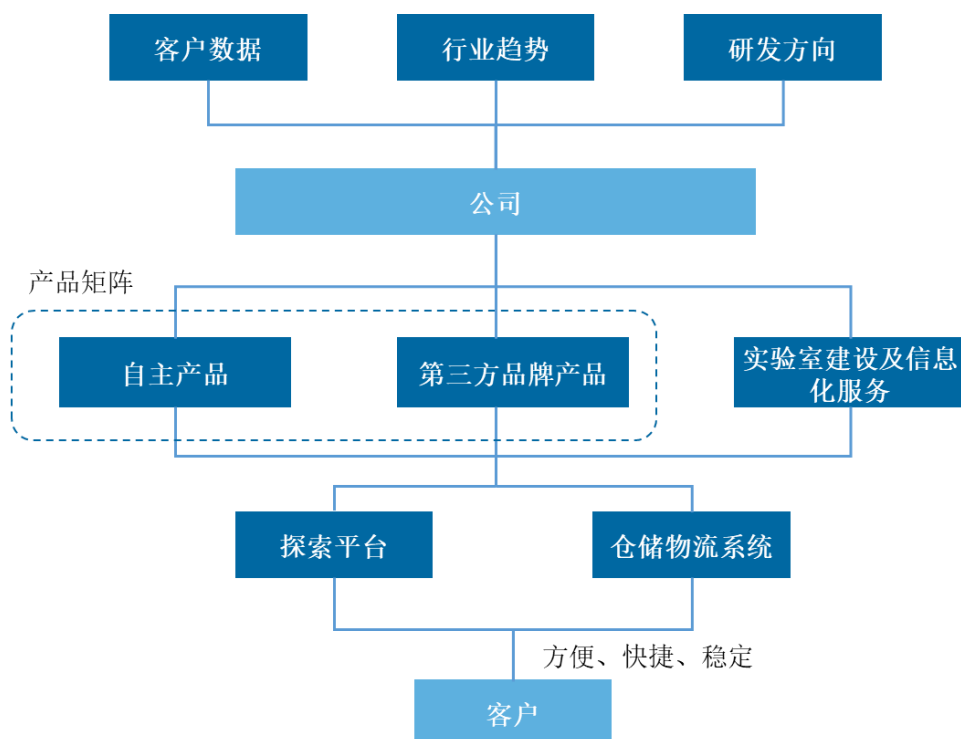 客户数据
行业趋势
研发方向
公司
产品矩阵
自主产品
第三方品牌产品
实验室建设及信息
化服务
探索平台
仓储物流系统
方便、快捷、稳定
客户